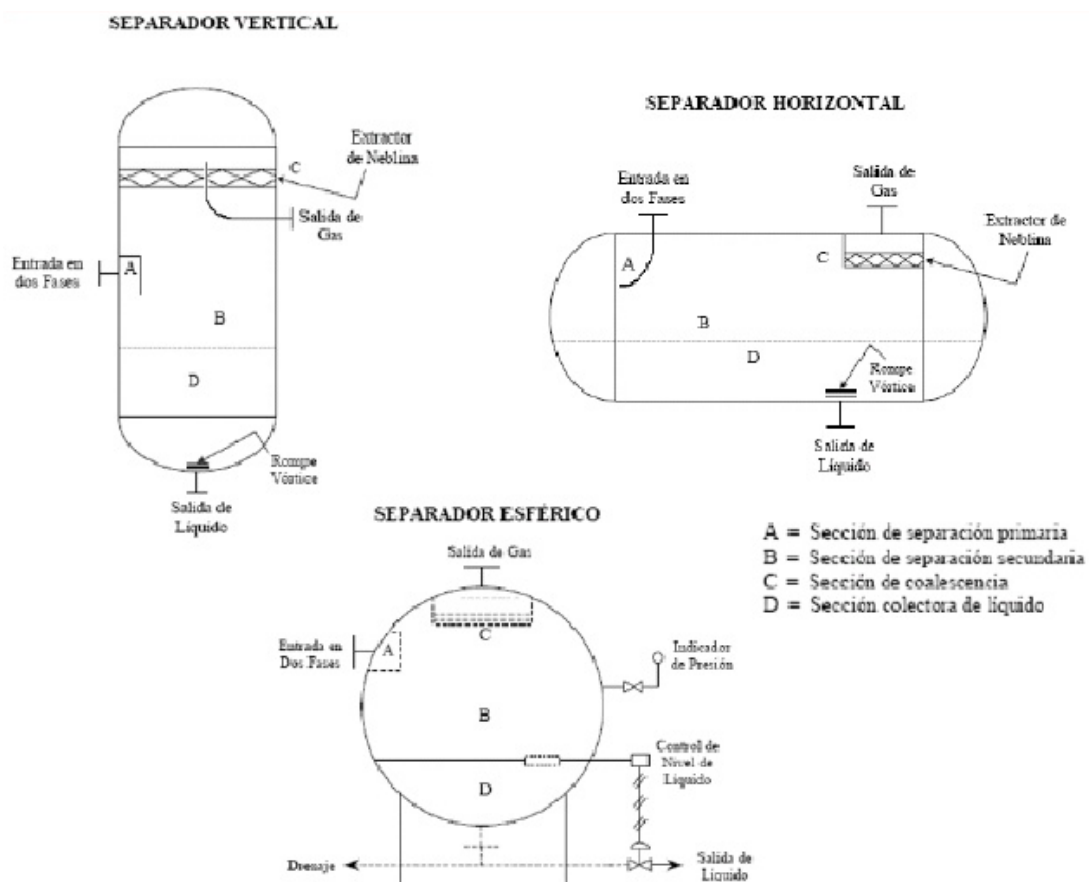 SEPARADOR VERTICAL
Extractor
de Neblina
C
Salida de
Gas
Entrada en
dos Fases
A
B
D
Rompe
Vórtice
Salida de
Líquido
SEPARADOR HORIZONTAL
Entrada en
dos Fases
Salida de
Gas
Extractor de
Neblina
A
C
B
D
Rompe
Vórtice
Salida de
Líquido
SEPARADOR ESFÉRICO
Salida de Gas
C
Entrada en
Dos Fases
A
Indicador
de Presión
B
Control de
Nivel de
Líquido
D
Drenaje
Salida de
Líquido
A = Sección de separación primaria
B = Sección de separación secundaria
C = Sección de coalescencia
D = Sección colectora de líquido